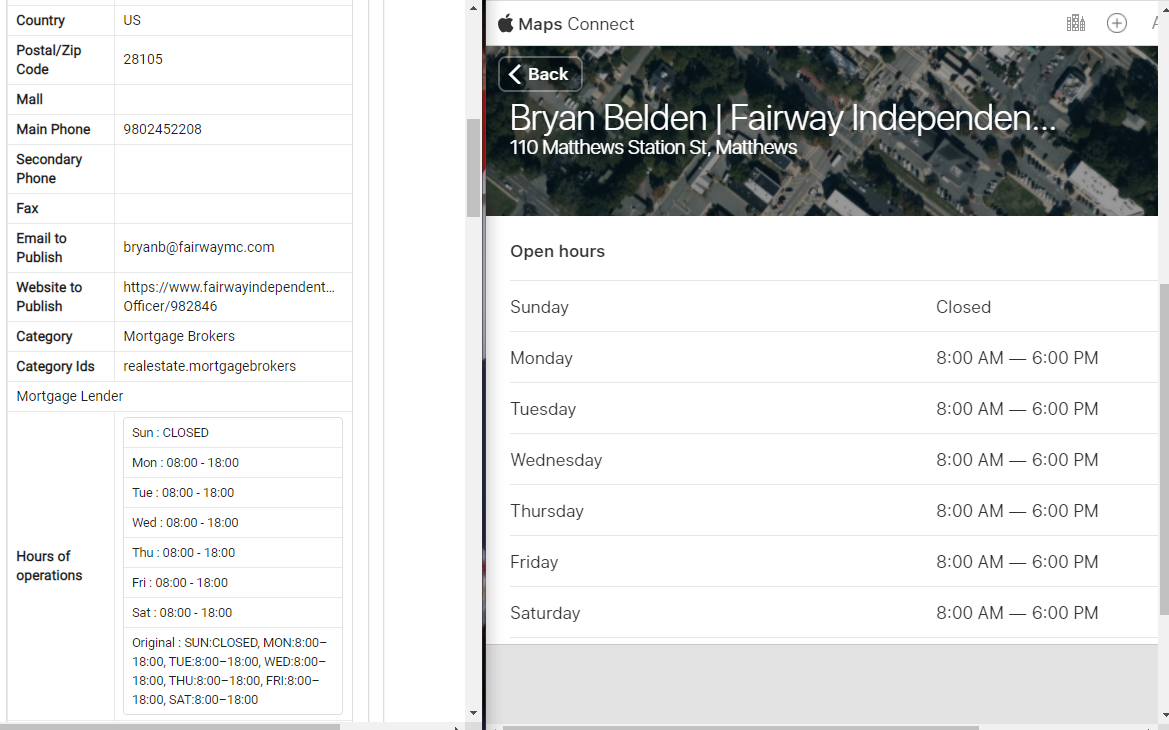 Country US
Postal/Zip
Code
28105
Mall
Main Phone 9802452208
Secondary
Phone
Fax
Email to
Publish
bryanb@fairwaymc.com
Website to
Publish
https://www.fairwayindependent...
Officer/982846
Category Mortgage Brokers
Category Ids realestate.mortgagebrokers
Mortgage Lender
Hours of
operations
Sun : CLOSED
Mon : 08:00 - 18:00
Tue : 08:00 - 18:00
Wed : 08:00 - 18:00
Thu : 08:00 - 18:00
Fri : 08:00 - 18:00
Sat : 08:00 - 18:00
Original : SUN:CLOSED, MON:8:00–
18:00, TUE:8:00–18:00, WED:8:00–
18:00, THU:8:00–18:00, FRI:8:00–
18:00, SAT:8:00–18:00
Maps Connect
Back
Bryan Belden | Fairway Independen...
110 Matthews Station St, Matthews
Open hours
Sunday Closed
Monday 8:00 AM — 6:00 PM
Tuesday 8:00 AM — 6:00 PM
Wednesday 8:00 AM — 6:00 PM
Thursday 8:00 AM — 6:00 PM
Friday 8:00 AM — 6:00 PM
Saturday 8:00 AM — 6:00 PM